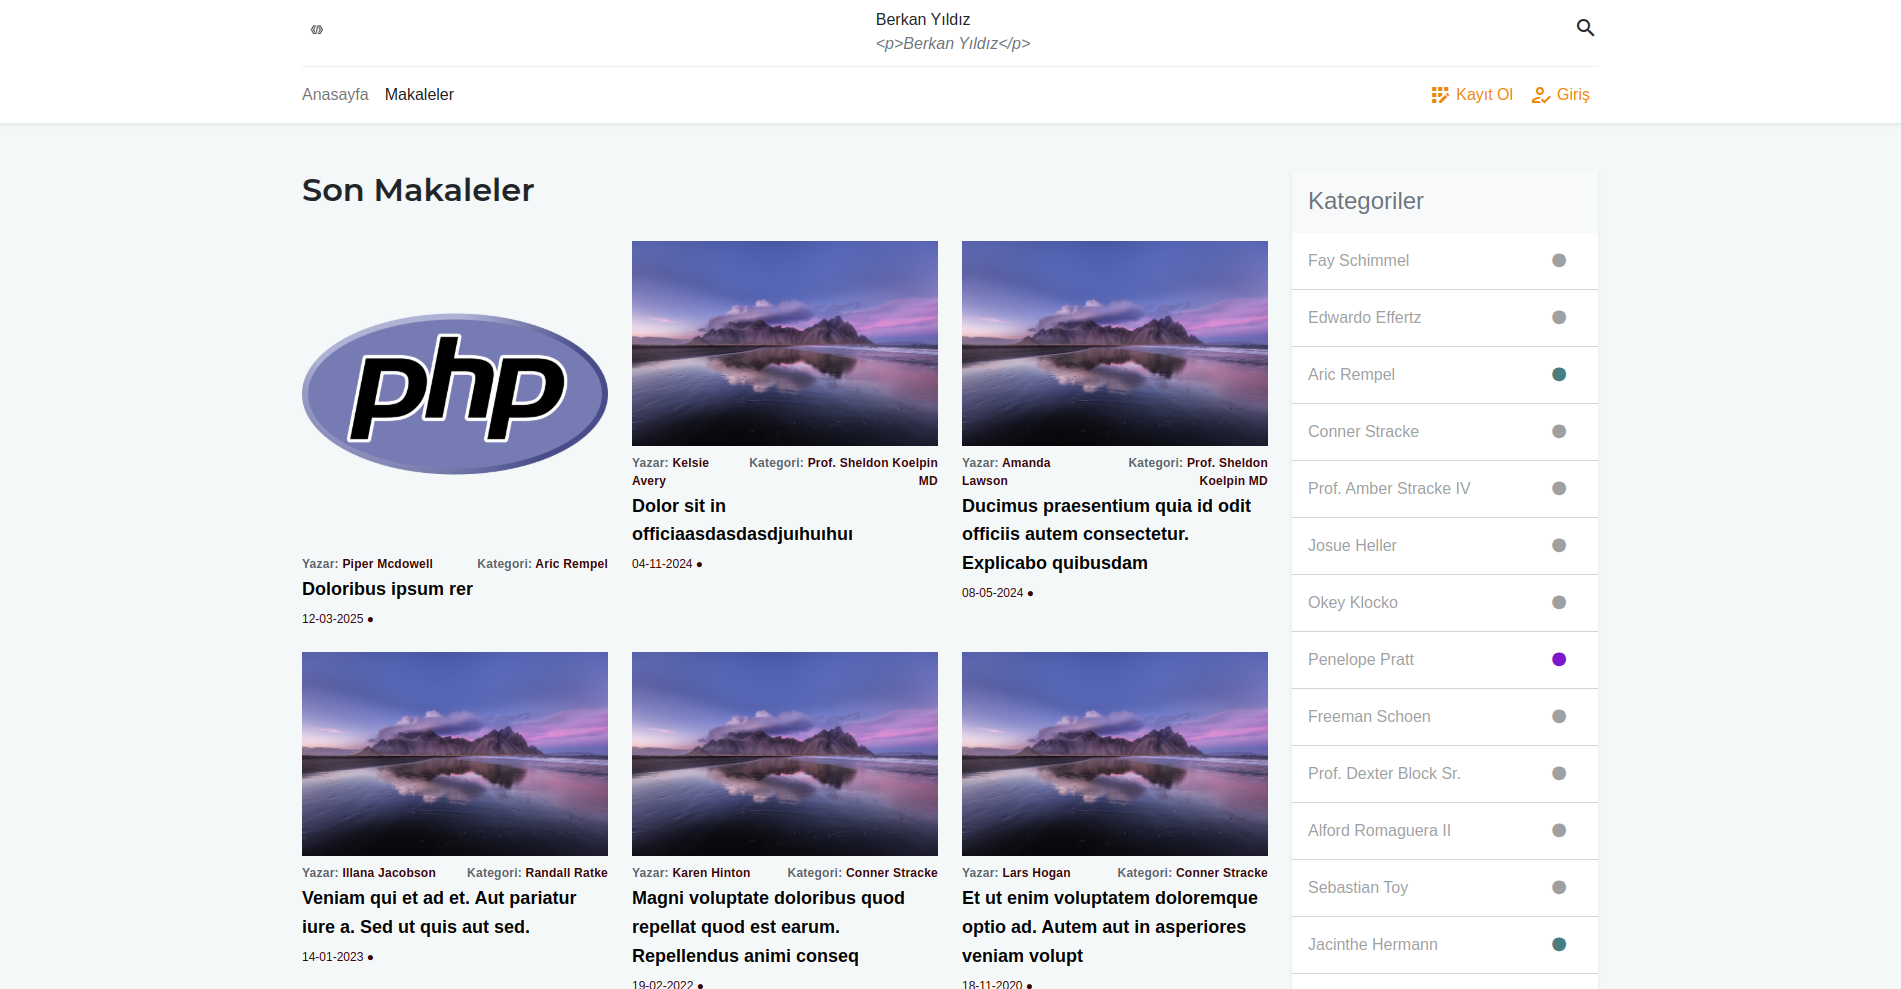 Berkan Yıldız
<p>Berkan Yıldız</p>
Anasayfa Makaleler
Kayıt Ol Giriş
Son Makaleler
php
Yazar: Piper Mcdowell Kategori: Aric Rempel
Doloribus ipsum rer
12-03-2025 ●
Yazar: Kelsie Avery
Kategori: Prof. Sheldon Koelpin MD
Dolor sit in
officiaasdasdasdjuıhuıhuı
04-11-2024 ●
Yazar: Amanda Lawson
Kategori: Prof. Sheldon Koelpin MD
Ducimus praesentium quia id odit
officiis autem consectetur.
Explicabo quibusdam
08-05-2024 ●
Yazar: Illana Jacobson Kategori: Randall Ratke
Veniam qui et ad et. Aut pariatur
iure a. Sed ut quis aut sed.
14-01-2023 ●
Yazar: Karen Hinton Kategori: Conner Stracke
Magni voluptate doloribus quod
repellat quod est earum.
Repellendus animi conseq
19-02-2022 ●
Yazar: Lars Hogan Kategori: Conner Stracke
Et ut enim voluptatem doloremque
optio ad. Autem aut in asperiores
veniam volupt
18-11-2020 ●
Kategoriler
Fay Schimmel
Edwardo Effertz
Aric Rempel
Conner Stracke
Prof. Amber Stracke IV
Josue Heller
Okey Klocko
Penelope Pratt
Freeman Schoen
Prof. Dexter Block Sr.
Alford Romaguera II
Sebastian Toy
Jacinthe Hermann